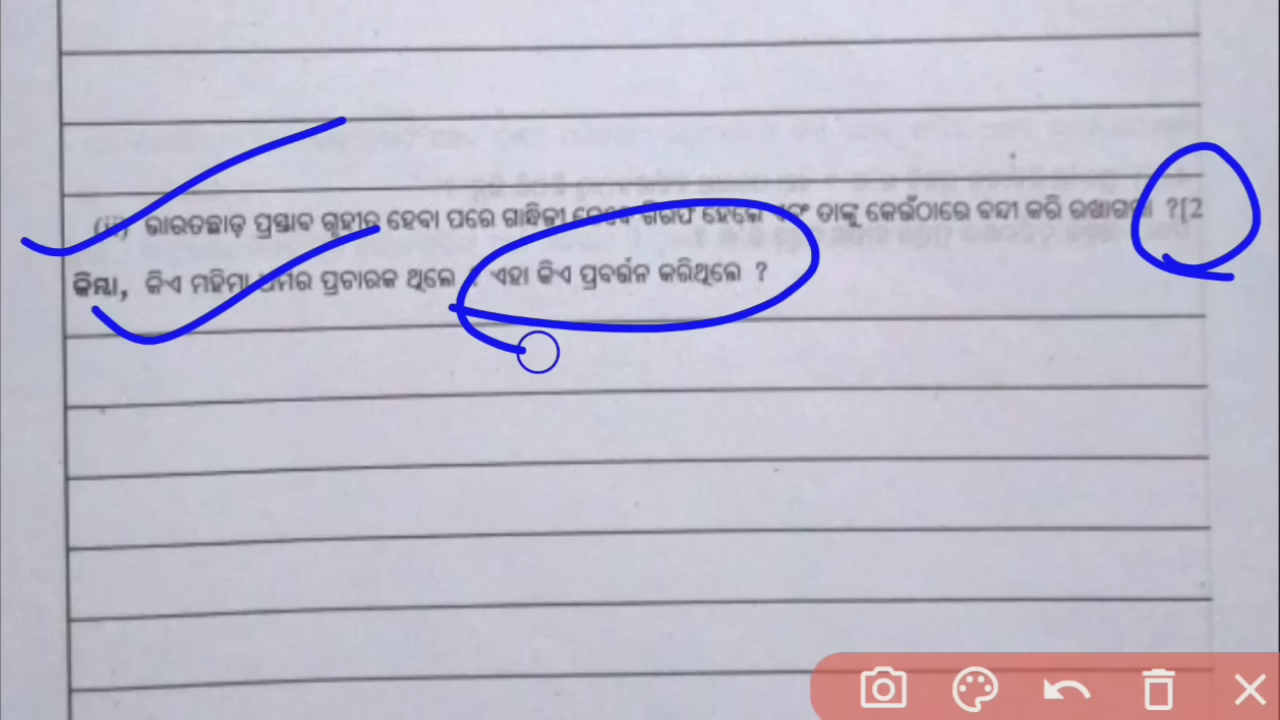 (ii) ଭାରତଛାଡ଼ ପ୍ରସ୍ତାବ ଗୃହୀତ ହେବା ପରେ ଗାନ୍ଧିଜୀ କେବେ ଗିରଫ ହେଲେ ଏବଂ ତାଙ୍କୁ କେଉଁଠାରେ ବନ୍ଦୀ କରି ରଖାଗଲା ?[2
କିମ୍ବା, କିଏ ମହିମା ଧର୍ମର ପ୍ରଚାରକ ଥିଲେ ? ଏହା କିଏ ପ୍ରବର୍ତ୍ତନ କରିଥିଲେ ?